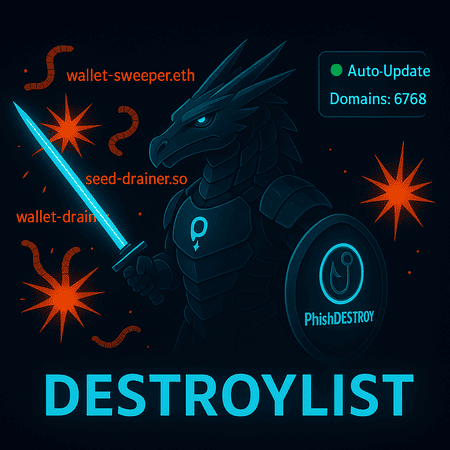 wallet-sweeper.eth
Auto-Update
Domains: 6768
seed-drainer.so
wallet-drain
PhishDESTROY
DESTROYLIST